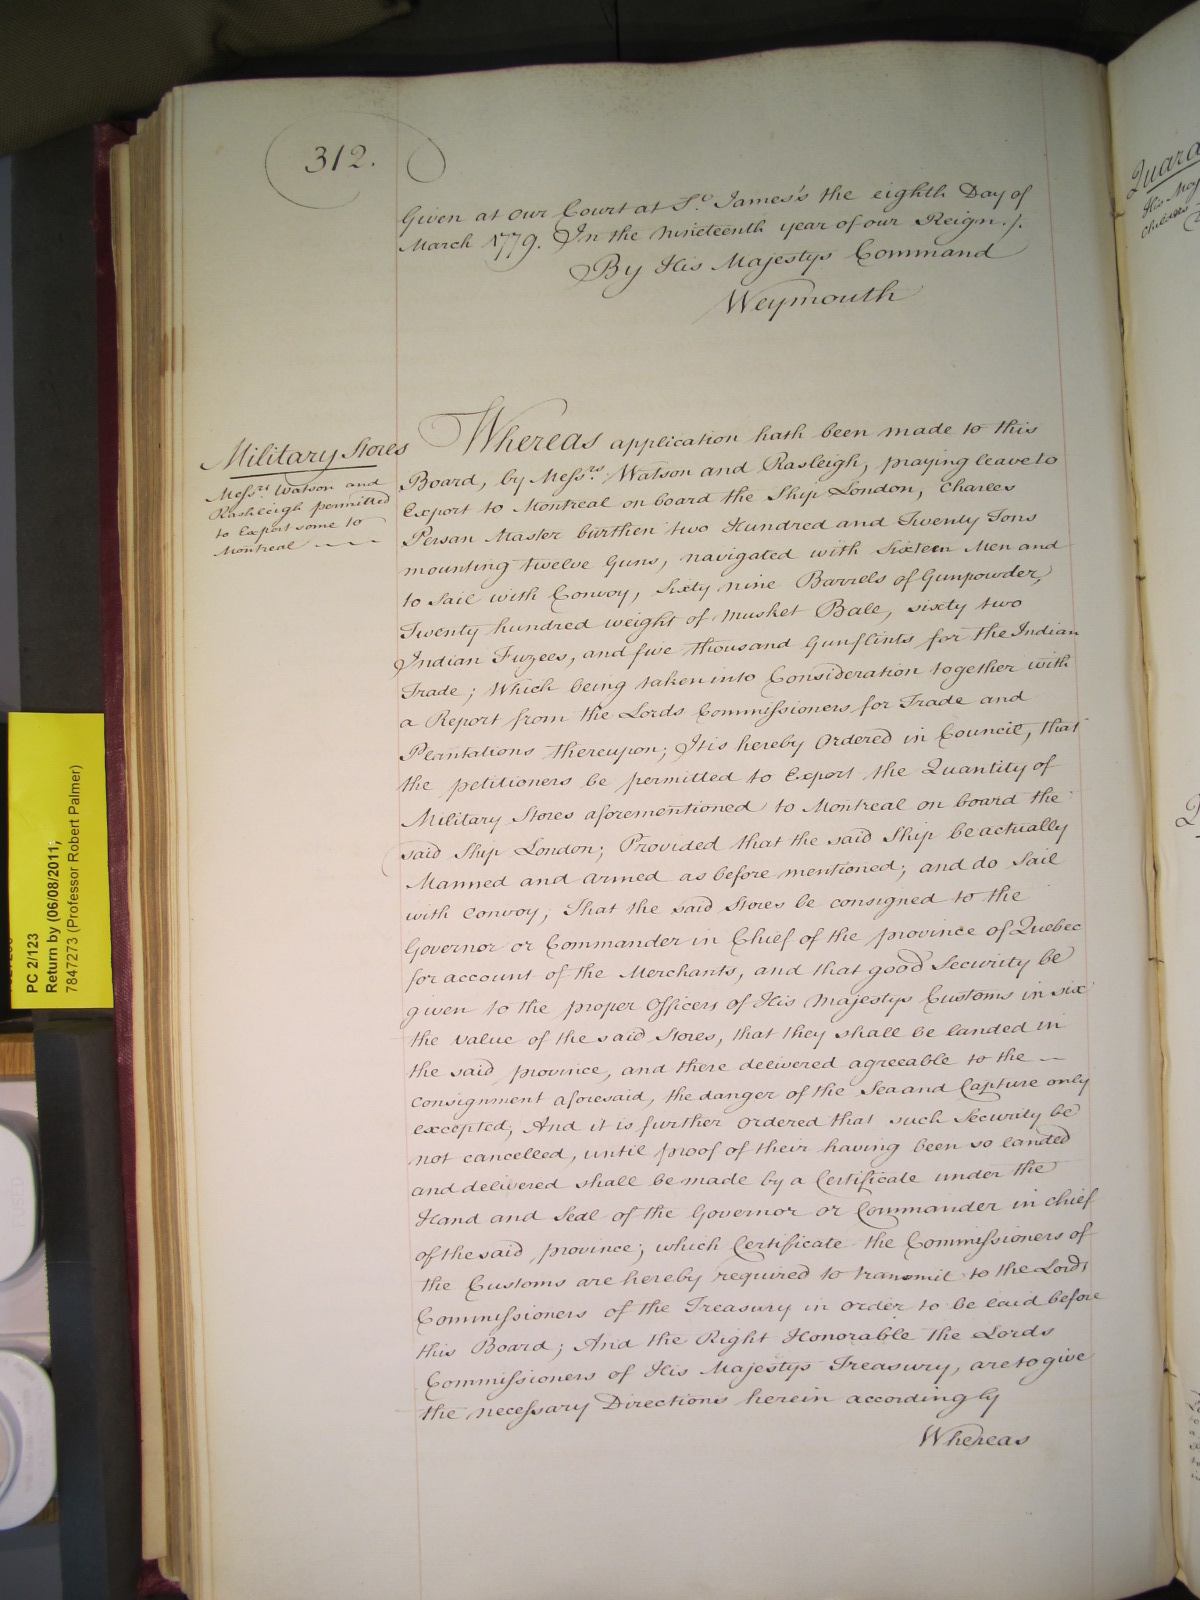 312.
Given at our Court at St. James's the eighth Day of
March 1779. In the nineteenth year of our Reign ./.
By His Majestys Command
Weymouth
Military Stores
Messrs. Watson and
Rashleigh permitted
to Export some to
Montreal
Whereas application hath been made to this
Board, by Messrs. Watson and Rasleigh, praying leave to
Export to Montreal on board the Ship London, Charles
Persan Master burthen two Hundred and Twenty Tons
mounting twelve Guns, navigated with Sixteen Men and
to Sail with Convoy, Sixty nine Barrels of Gunpowder,
Twenty hundred weight of Musket Ball, sixty two
Indian Fuzees, and five thousand Gunflints for the Indian
Trade; Which being taken into Consideration together with
a Report from the Lords Commissioners for Trade and
Plantations thereupon; It is hereby Ordered in Council, that
the petitioners be permitted to Export the Quantity of
Military Stores aforementioned to Montreal on board the
said Ship London; Provided that the said Ship be actually
Manned and armed as before mentioned; and do Sail
with Convoy; That the said Stores be consigned to the
Governor or Commander in Chief of the province of Quebec
for account of the Merchants, and that good Security be
given to the proper Officers of His Majestys Customs in six
the value of the said Stores, that they shall be landed in
the said province, and there delivered agreeable to the
consignment aforesaid, the danger of the Sea and Capture only
excepted; And it is further Ordered that such Security be
not cancelled, until proof of their having been so landed
and delivered shall be made by a Certificate under the
Hand and Seal of the Governor or Commander in Chief
of the said province; which Certificate the Commissioners of
the Customs are hereby required to transmit to the Lords
Commissioners of the Treasury in order to be laid before
this Board; And the Right Honorable the Lords
Commissioners of His Majestys Treasury, are to give
the necessary Directions herein accordingly
Whereas
PC 2/123
Return by (06/08/2011;
7847273 (Professor Robert Palmer)
His Maj